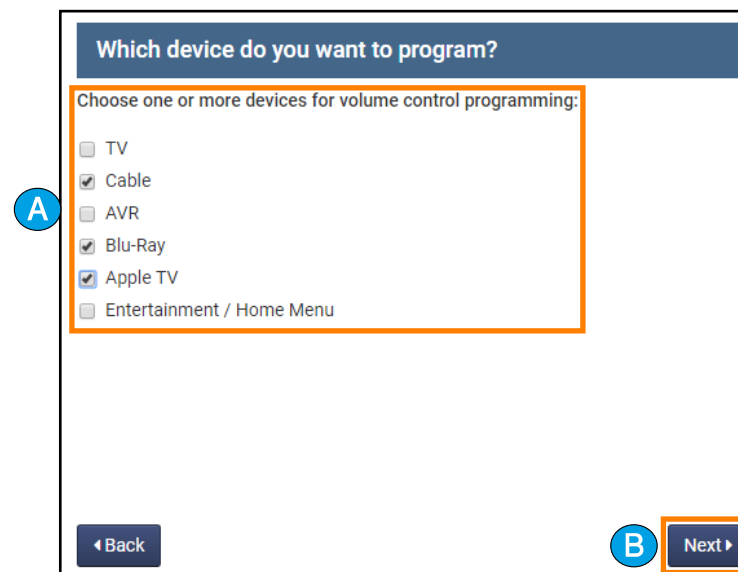 Which device do you want to program?
Choose one or more devices for volume control programming:
TV
Cable
A
AVR
Blu-Ray
Apple TV
Entertainment / Home Menu
Back
B
Next